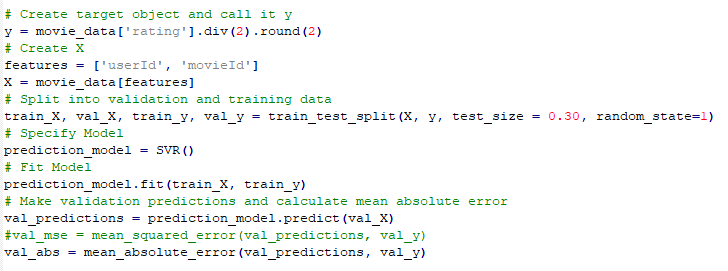 # Create target object and call it y
y = movie_data['rating'].div(2).round(2)
# Create X
features = ['userId', 'movieId']
X = movie_data[features]
# Split into validation and training data
train_X, val_X, train_y, val_y = train_test_split(X, y, test_size = 0.30, random_state=1)
# Specify Model
prediction_model = SVR()
# Fit Model
prediction_model.fit(train_X, train_y)
# Make validation predictions and calculate mean absolute error
val_predictions = prediction_model.predict(val_X)
#val_mse = mean_squared_error(val_predictions, val_y)
val_abs = mean_absolute_error(val_predictions, val_y)